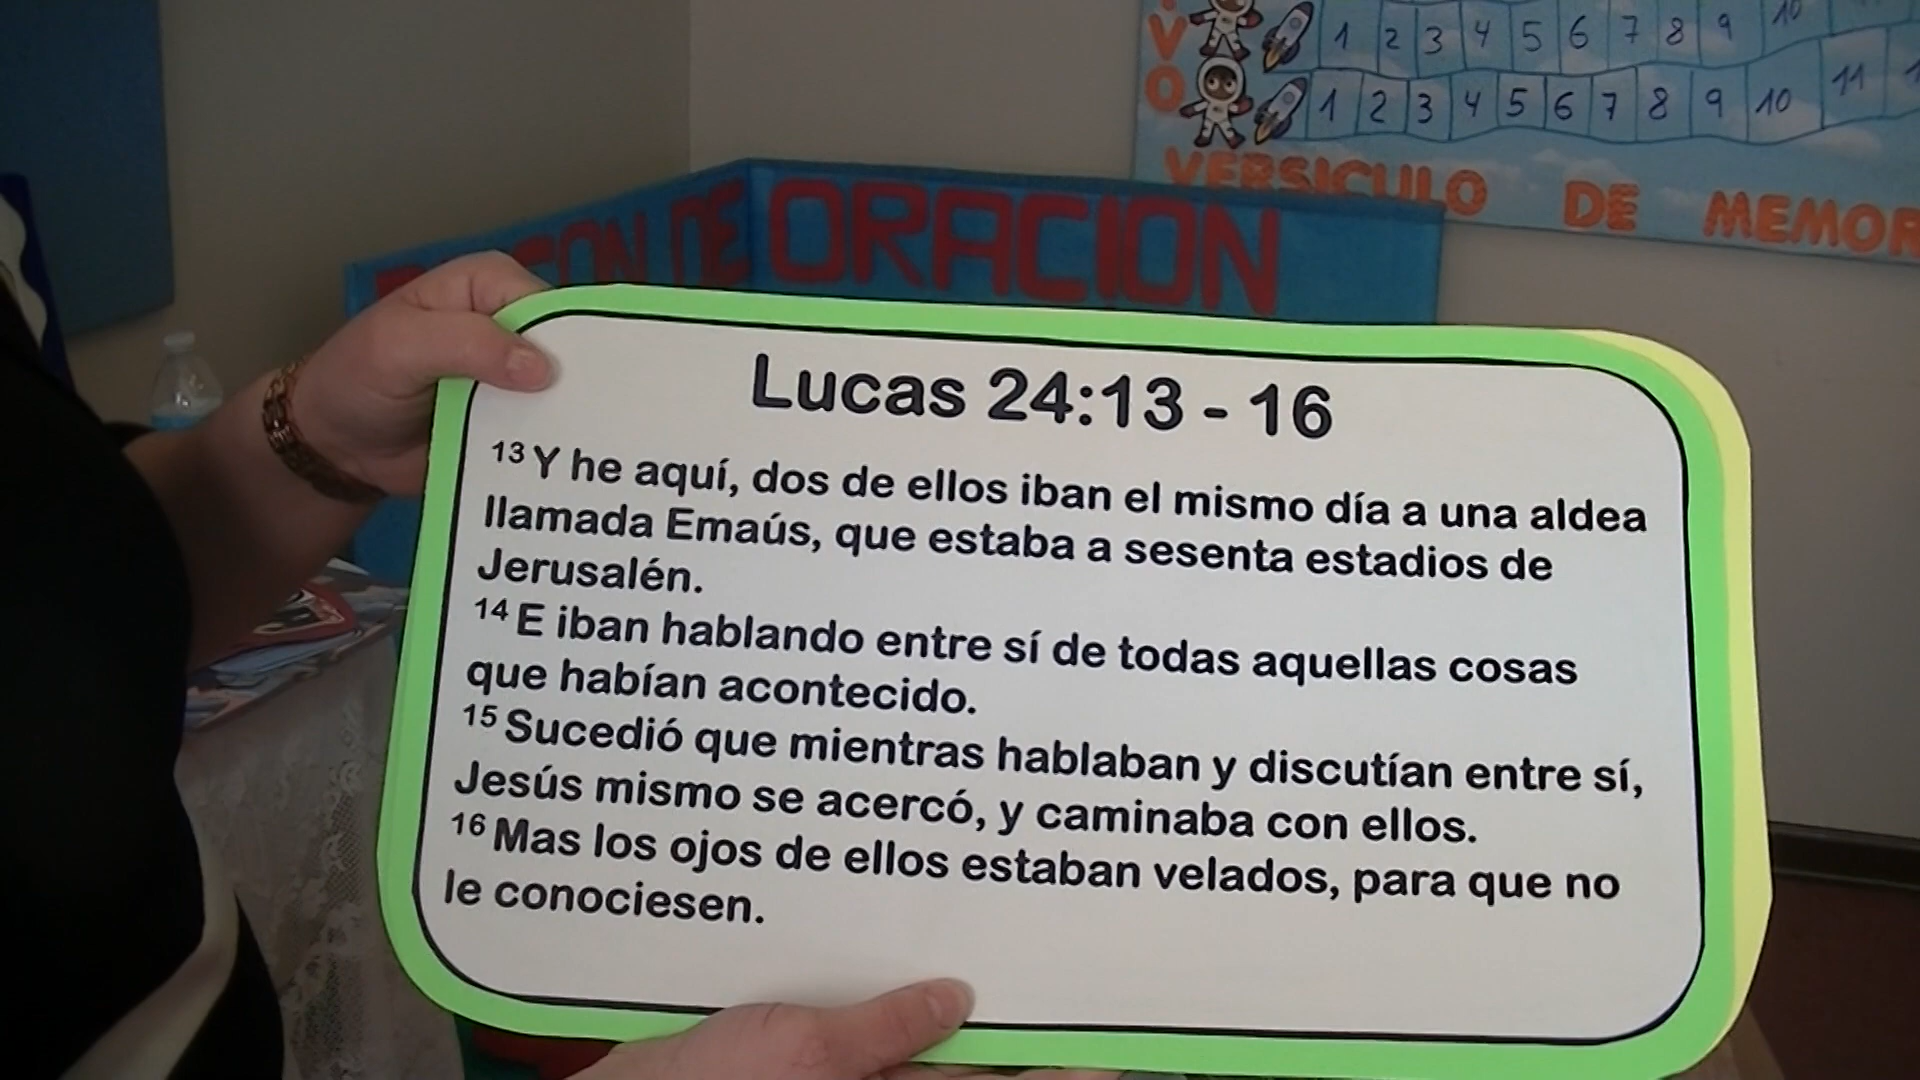 VO
1 2 3 4 5 6 7 8 9 10
1 2 3 4 5 6 7 8 9 10 11
VERSICULO DE MEMOR
DE ORACION
Lucas 24:13 - 16
13 Y he aquí, dos de ellos iban el mismo día a una aldea
llamada Emaús, que estaba a sesenta estadios de
Jerusalén.
14 E iban hablando entre sí de todas aquellas cosas
que habían acontecido.
15 Sucedió que mientras hablaban y discutían entre sí,
Jesús mismo se acercó, y caminaba con ellos.
16 Mas los ojos de ellos estaban velados, para que no
le conociesen.